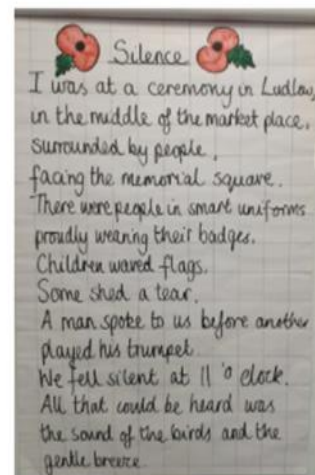 Silence
I was at a ceremony in Ludlow,
in the middle of the market place,
surrounded by people,
facing the memorial square.
There were people in smart uniforms
proudly wearing their badges.
Children waved flags.
Some shed a tear.
A man spoke to us before another
played his trumpet.
We fell silent at 11 'o clock.
All that could be heard was
the sound of the birds and the
gentle breeze.